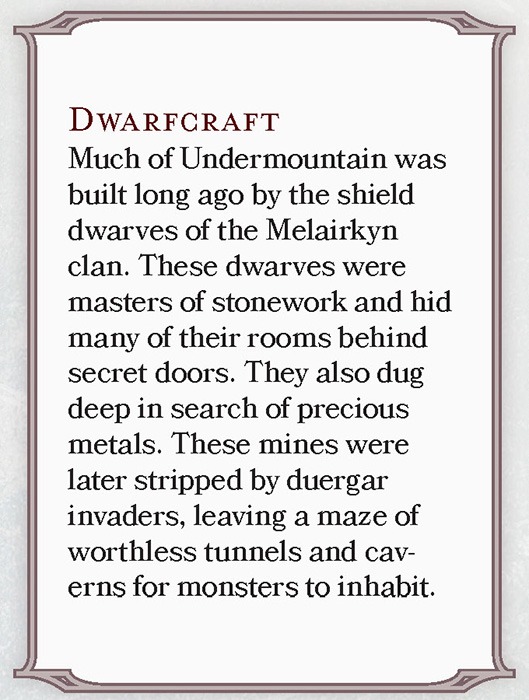 DWARFCRAFT
Much of Undermountain was
built long ago by the shield
dwarves of the Melairkyn
clan. These dwarves were
masters of stonework and hid
many of their rooms behind
secret doors. They also dug
deep in search of precious
metals. These mines were
later stripped by duergar
invaders, leaving a maze of
worthless tunnels and cav-
erns for monsters to inhabit.